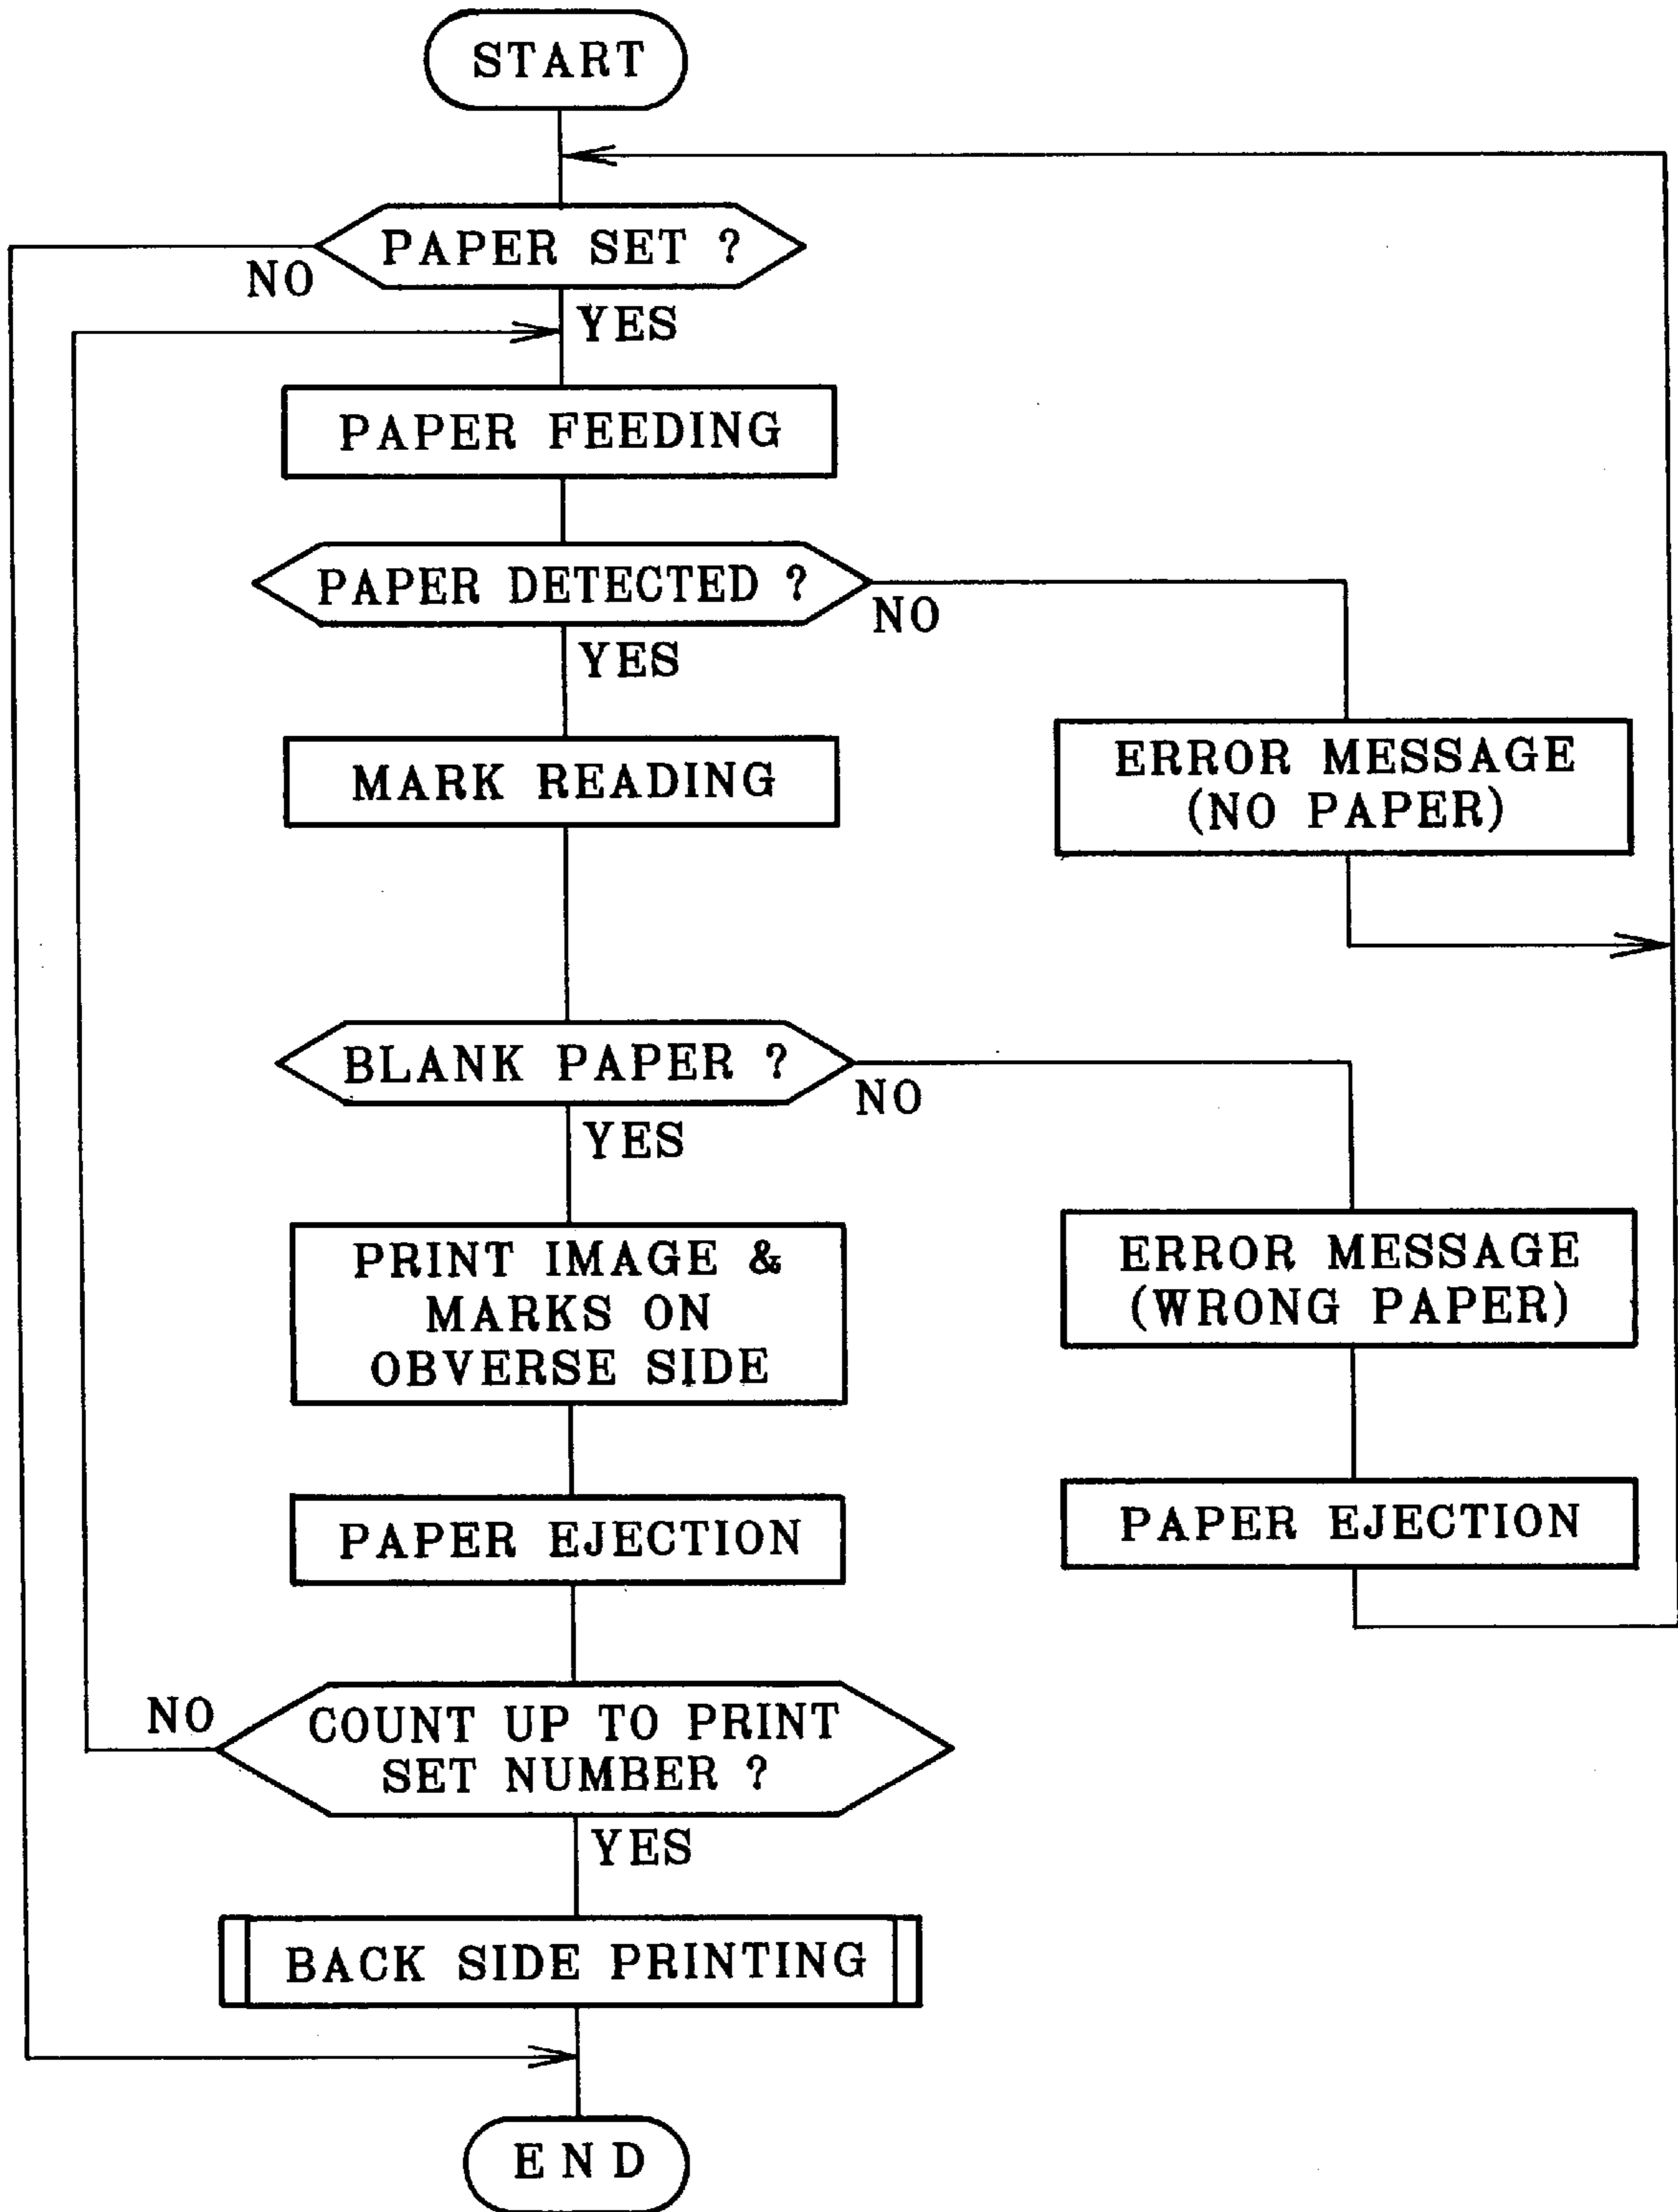 START
PAPER SET ?
NO
YES
PAPER FEEDING
PAPER DETECTED ?
NO
YES
MARK READING
ERROR MESSAGE
(NO PAPER)
BLANK PAPER ?
NO
YES
PRINT IMAGE &
MARKS ON
OBVERSE SIDE
ERROR MESSAGE
(WRONG PAPER)
PAPER EJECTION
PAPER EJECTION
NO
COUNT UP TO PRINT
SET NUMBER ?
YES
BACK SIDE PRINTING
END